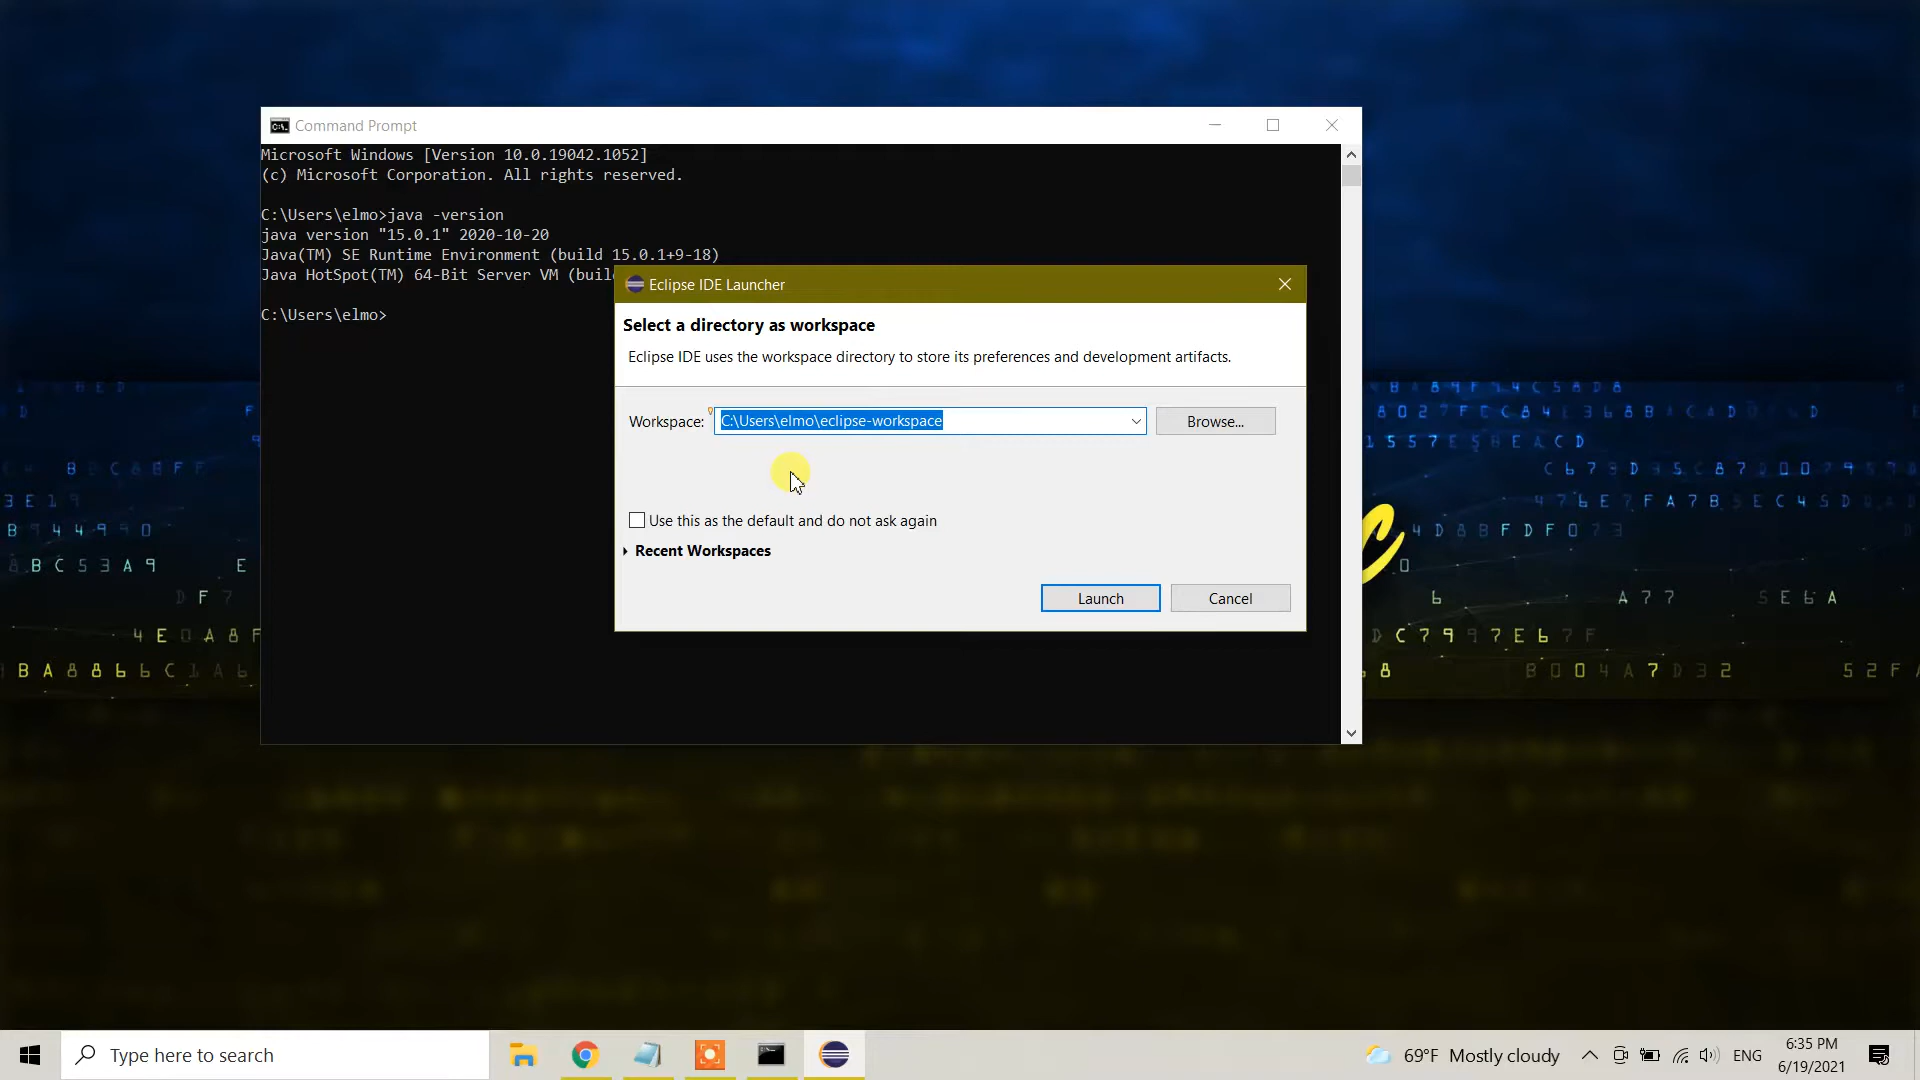 Command Prompt
Microsoft Windows [Version 10.0.19042.1052]
(c) Microsoft Corporation. All rights reserved.
C:\Users\elmo>java -version
java version "15.0.1" 2020-10-20
Java(TM) SE Runtime Environment (build 15.0.1+9-18)
Java HotSpot(TM) 64-Bit Server VM
C:\Users\elmo>
Eclipse IDE Launcher
Select a directory as workspace
Eclipse IDE uses the workspace directory to store its preferences and development artifacts.
Workspace: C:\Users\elmo\eclipse-workspace Browse...
Use this as the default and do not ask again
Recent Workspaces
Launch Cancel
Type here to search
69°F Mostly cloudy
ENG
6:35 PM
6/19/2021